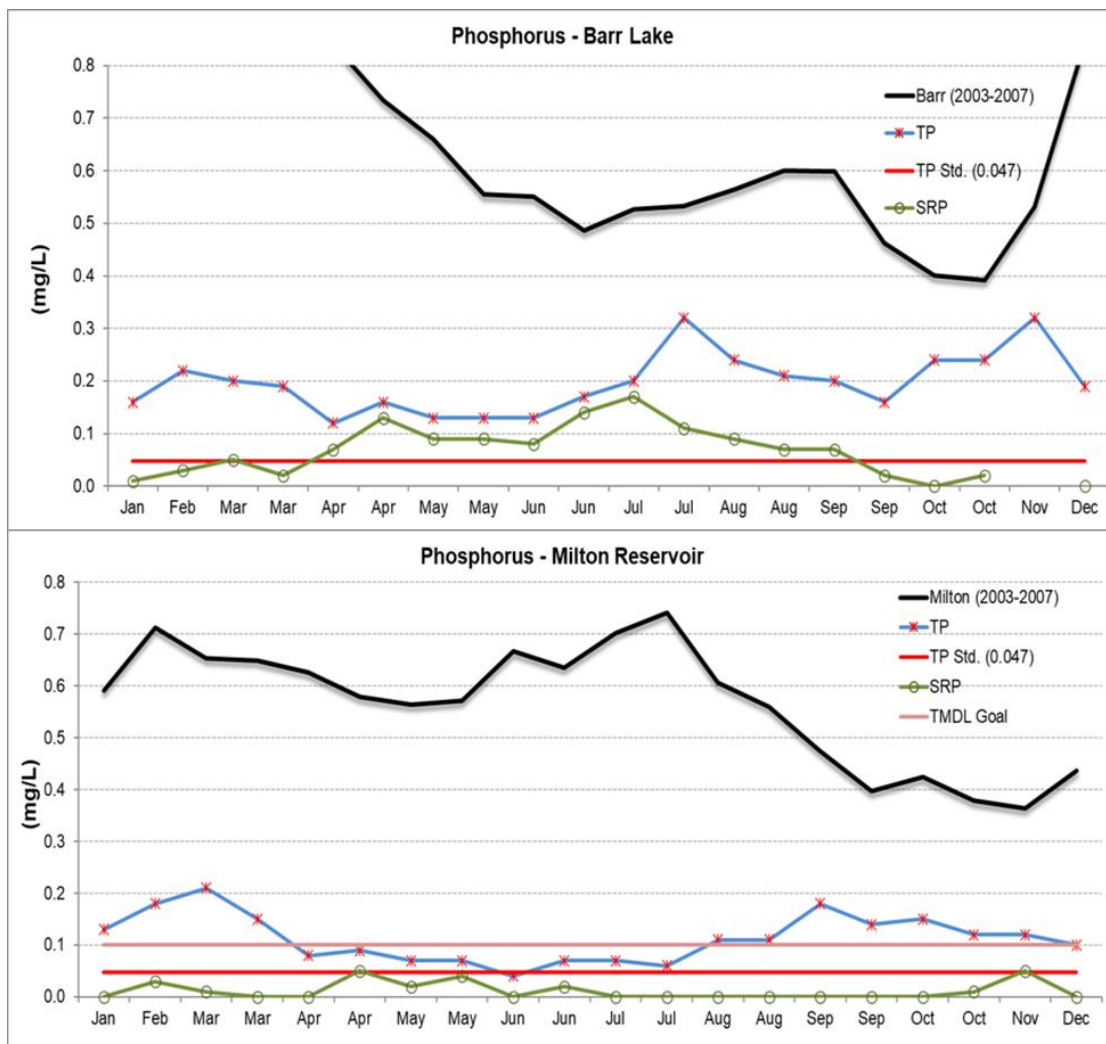 Phosphorus - Barr Lake
(mg/L)
0.8
0.7
0.6
0.5
0.4
0.3
0.2
0.1
0.0
Barr (2003-2007)
TP
TP Std. (0.047)
SRP
Jan Feb Mar Mar Apr Apr May May Jun Jun Jul Jul Aug Aug Sep Sep Oct Oct Nov Dec
Phosphorus - Milton Reservoir
(mg/L)
0.8
0.7
0.6
0.5
0.4
0.3
0.2
0.1
0.0
Milton (2003-2007)
TP
TP Std. (0.047)
SRP
TMDL Goal
Jan Feb Mar Mar Apr Apr May May Jun Jun Jul Jul Aug Aug Sep Sep Oct Oct Nov Dec